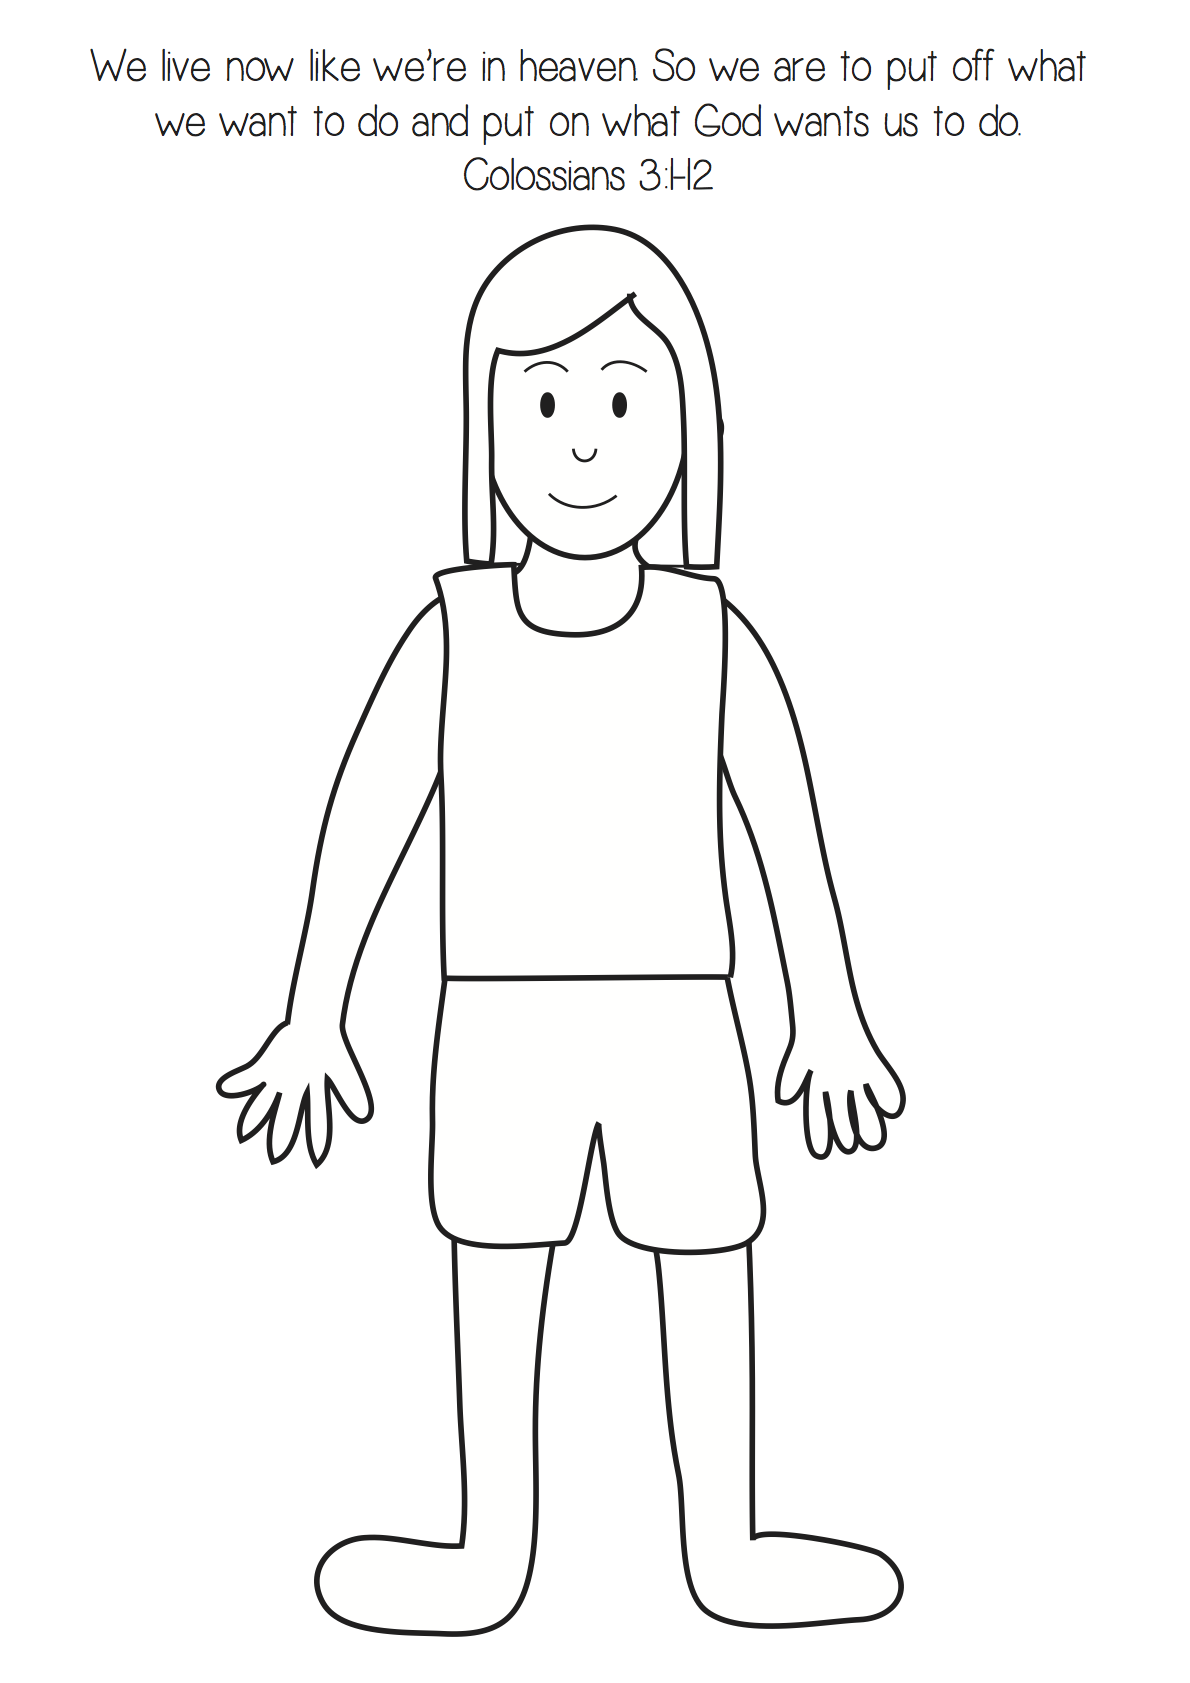 We live now like we're in heaven. So we are to put off what
we want to do and put on what God wants us to do.
Colossians 3:1-12